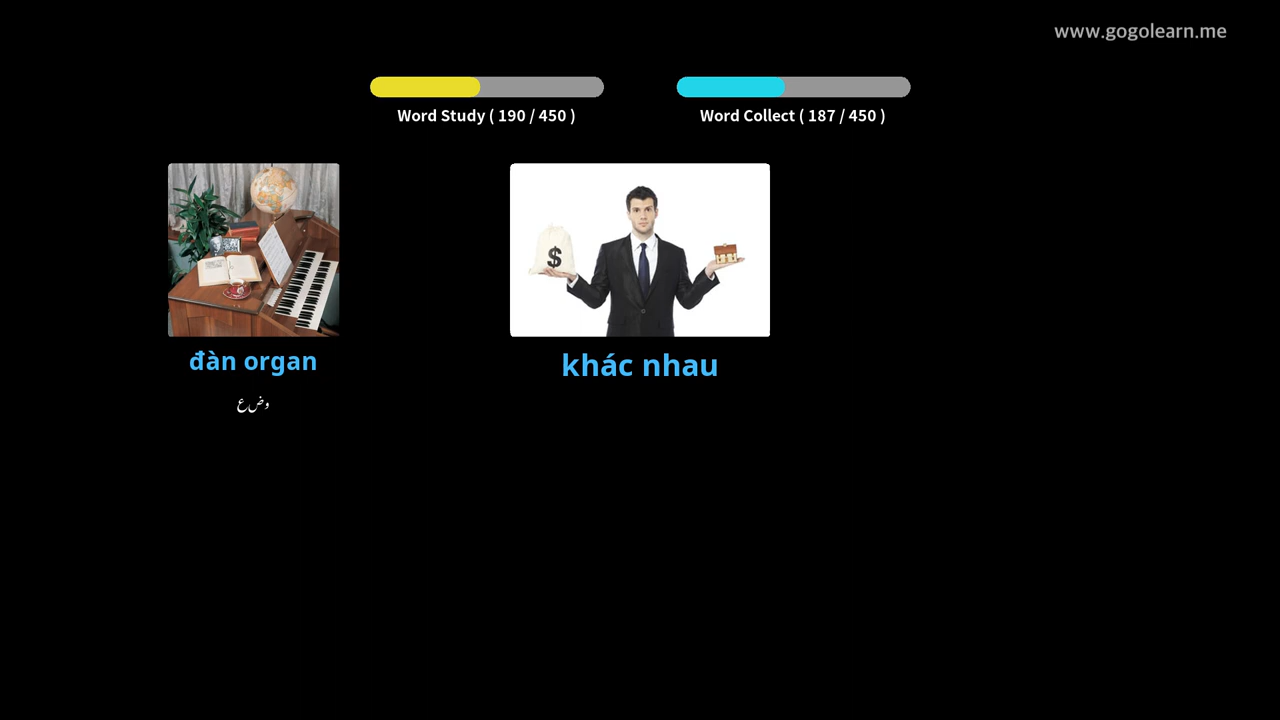 www.gogolearn.me
Word Study ( 190 / 450 )
Word Collect ( 187 / 450 )
$
đàn organ
khác nhau
وضع